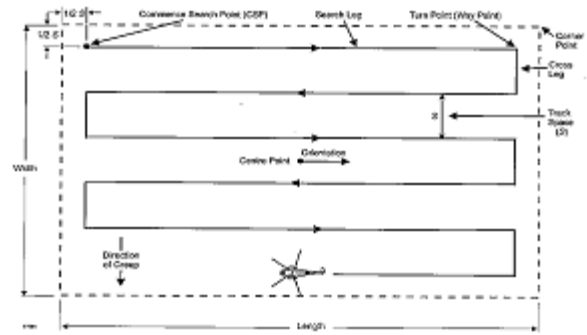 1/2 S
Commence Search Point (CSP)
Search Leg
Turn Point (Way Point)
1/2 S
Corner
Point
Cross
Leg
S
Track
Space
(S)
Orientation
Centre Point
Width
Direction
of Creep
Length